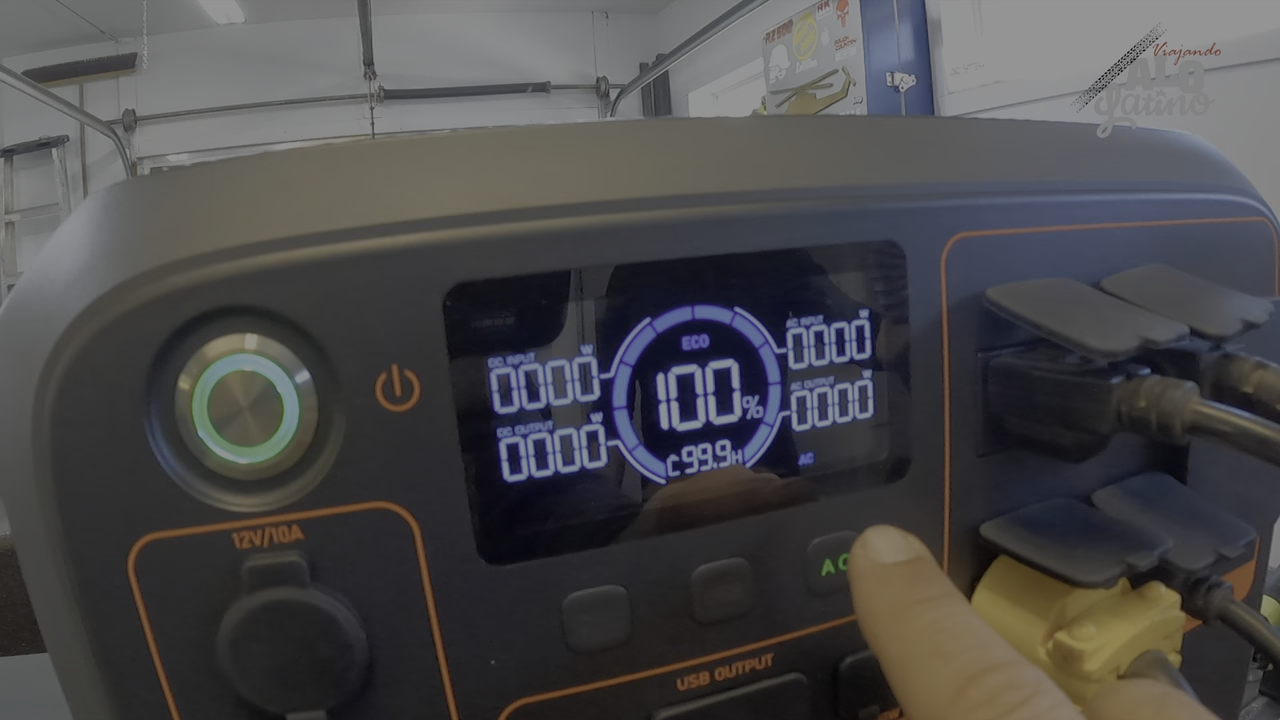 Viajando
ALO
Latino
DC INPUT
0000 W
DC OUTPUT
0000 W
ECO
100%
99.9H
AC INPUT
0000 W
AC OUTPUT
0000 W
AC
AC
12V/10A
USB OUTPUT